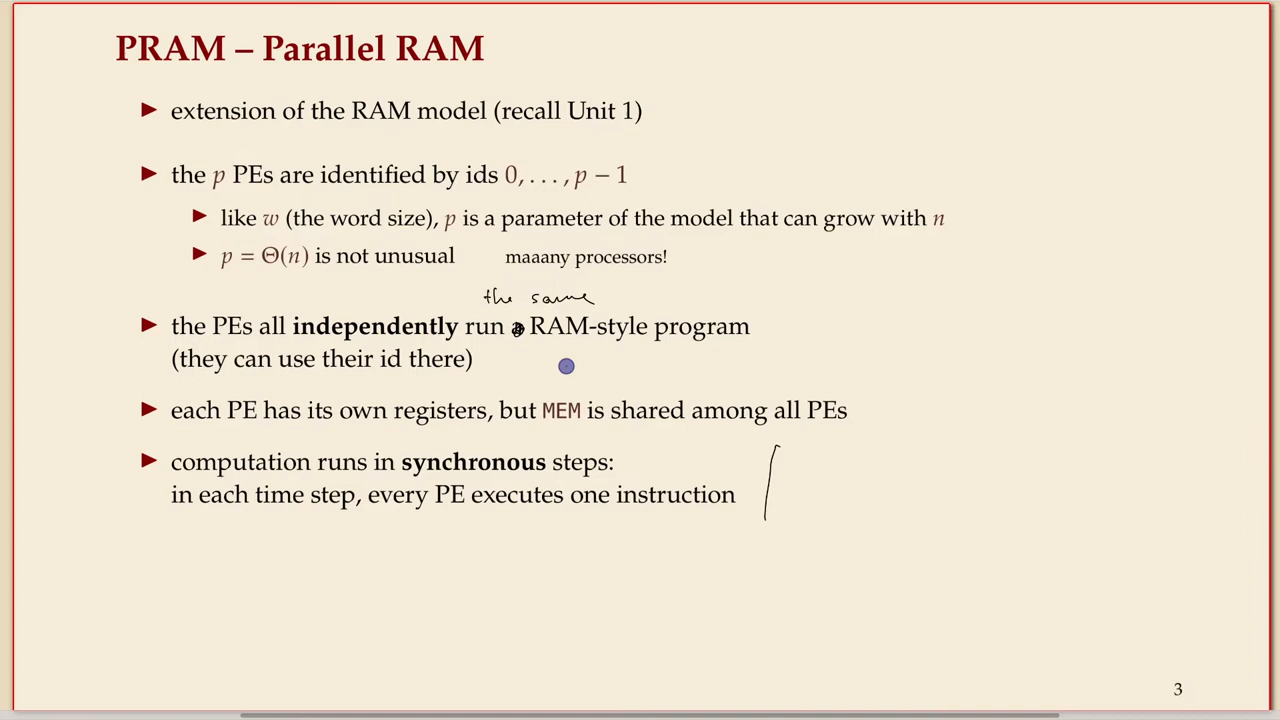 PRAM – Parallel RAM
▶ extension of the RAM model (recall Unit 1)
▶ the p PEs are identified by ids 0, . . . , p − 1
▶ like w (the word size), p is a parameter of the model that can grow with n
▶ p = Θ(n) is not unusual maaany processors!
the same
▶ the PEs all independently run RAM-style program
(they can use their id there)
▶ each PE has its own registers, but MEM is shared among all PEs
▶ computation runs in synchronous steps:
in each time step, every PE executes one instruction
3